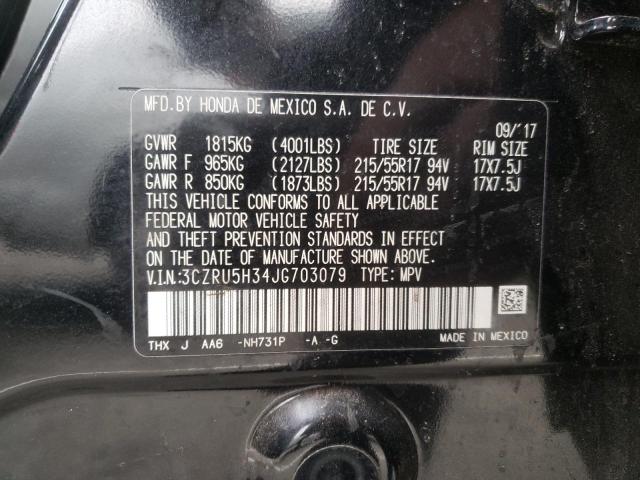 MFD.BY HONDA DE MEXICO S.A. DE C.V.
09/'17
GVWR 1815KG (4001LBS) TIRE SIZE RIM SIZE
GAWR F 965KG (2127LBS) 215/55R17 94V 17X7.5J
GAWR R 850KG (1873LBS) 215/55R17 94V 17X7.5J
THIS VEHICLE CONFORMS TO ALL APPLICABLE
FEDERAL MOTOR VEHICLE SAFETY
AND THEFT PREVENTION STANDARDS IN EFFECT
ON THE DATE OF MANUFACTURE SHOWN ABOVE.
V.I.N.:3CZRU5H34JG703079 TYPE: MPV
THX J AA6 -NH731P -A -G MADE IN MEXICO